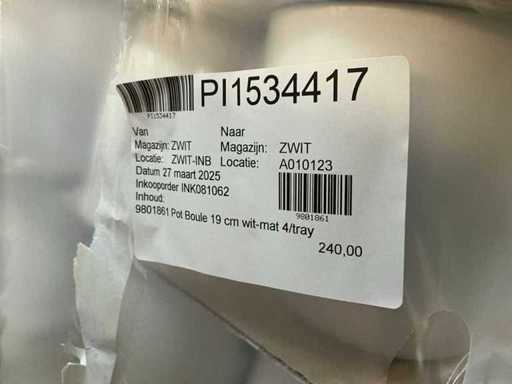 PI1534417
PI1534417
Van Naar
Magazijn: ZWIT Magazijn: ZWIT
Locatie: ZWIT-INB Locatie: A010123
Datum 27 maart 2025
Inkooporder INK081062
Inhoud:
9801861 Pot Boule 19 cm wit-mat 4/tray
9801861
240,00